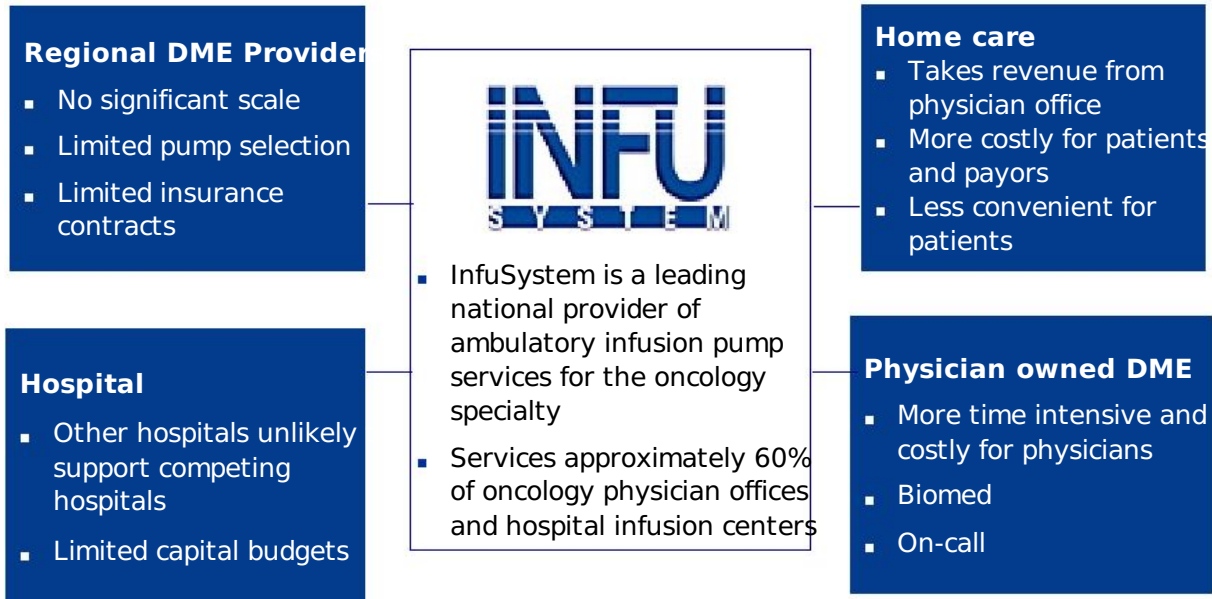 Regional DME Provider
▪ No significant scale
▪ Limited pump selection
▪ Limited insurance
contracts
Hospital
▪ Other hospitals unlikely
support competing
hospitals
▪ Limited capital budgets
INFU
SYSTEM
▪ InfuSystem is a leading
national provider of
ambulatory infusion pump
services for the oncology
specialty
▪ Services approximately 60%
of oncology physician offices
and hospital infusion centers
Home care
▪ Takes revenue from
physician office
▪ More costly for patients
and payors
▪ Less convenient for
patients
Physician owned DME
▪ More time intensive and
costly for physicians
▪ Biomed
▪ On-call